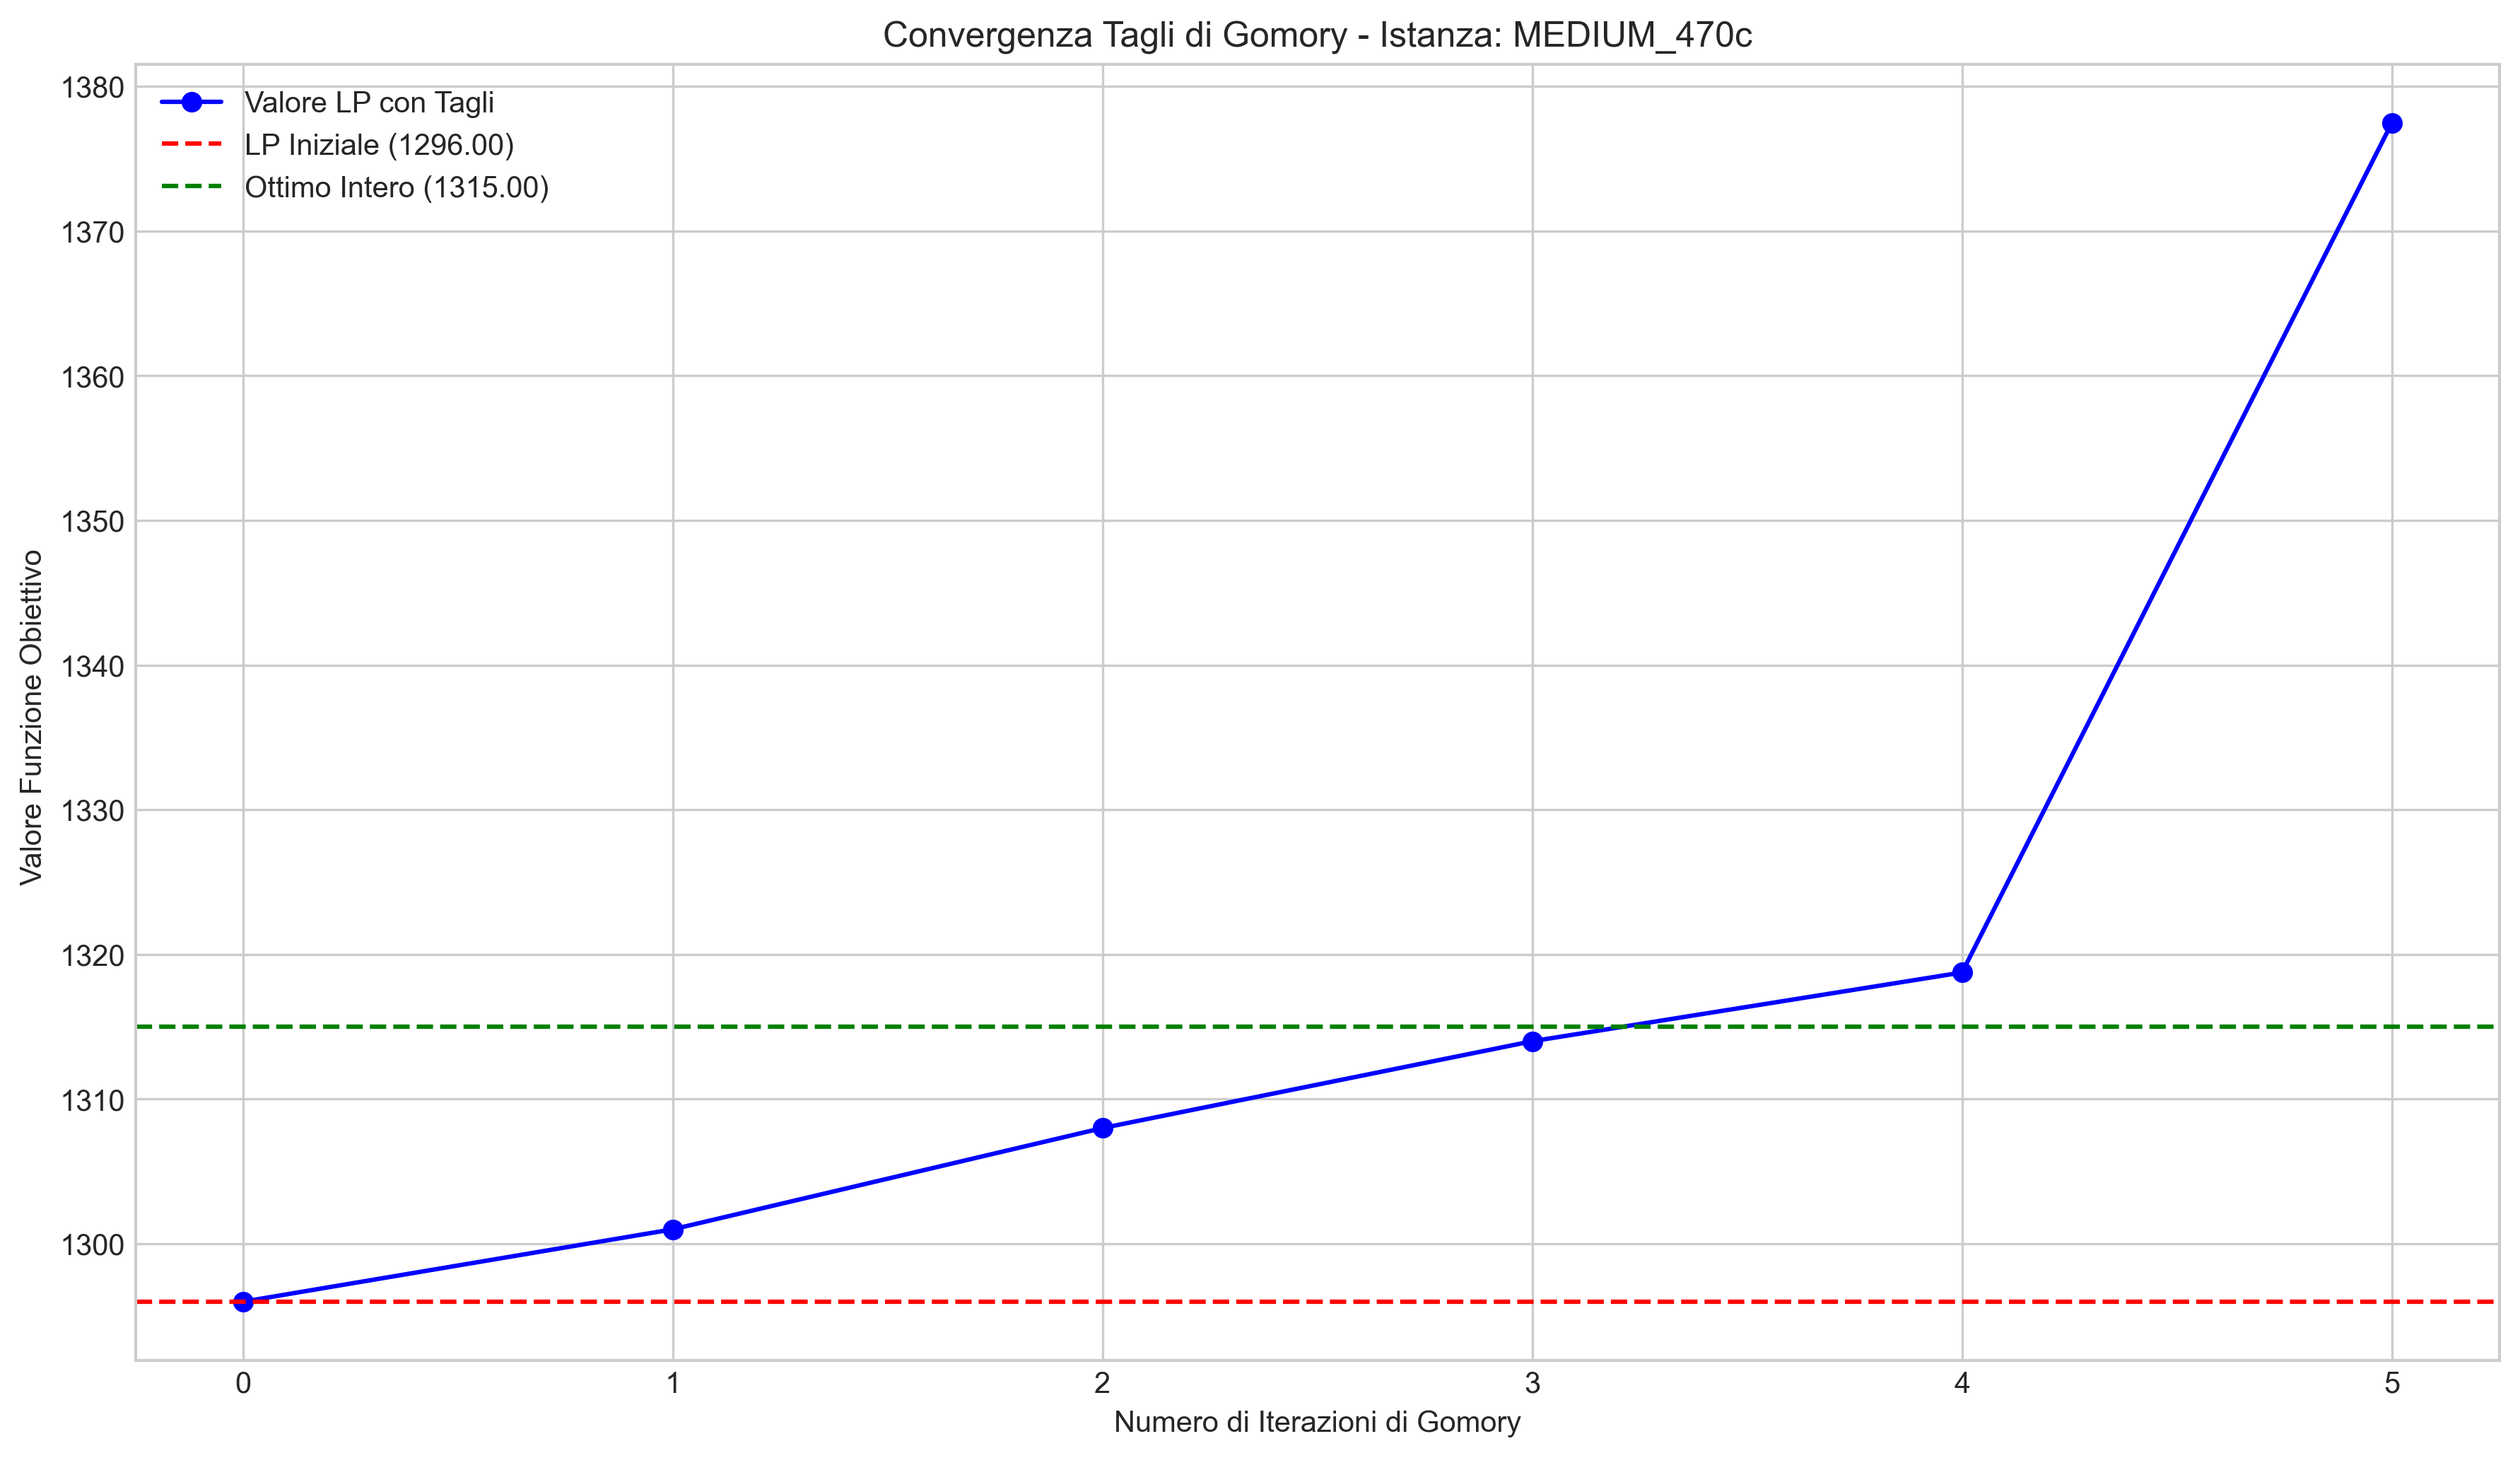 Convergenza Tagli di Gomory - Istanza: MEDIUM_470c
Valore LP con Tagli
LP Iniziale (1296.00)
Ottimo Intero (1315.00)
Valore Funzione Obiettivo
1380
1370
1360
1350
1340
1330
1320
1310
1300
0 1 2 3 4 5
Numero di Iterazioni di Gomory